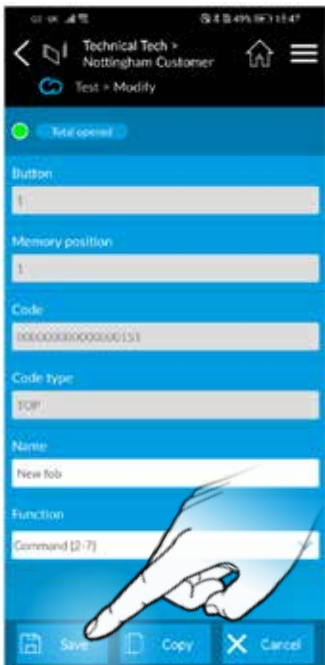 Technical Tech >
Nottingham Customer
Test > Modify
Total opened
Button
1
Memory position
1
Code
Code type
TOP
Name
New fob
Function
Command [2-7]
Save
Copy
Cancel